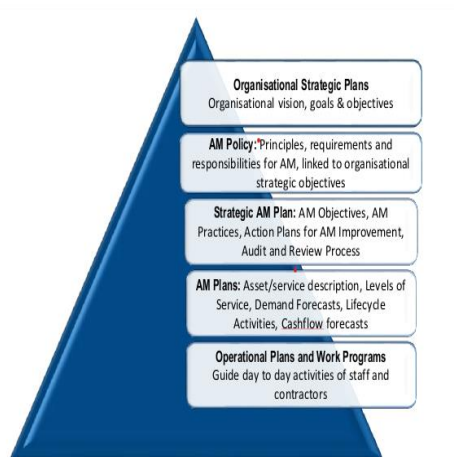 Organisational Strategic Plans
Organisational vision, goals & objectives
AM Policy: Principles, requirements and
responsibilities for AM, linked to organisational
strategic objectives
Strategic AM Plan: AM Objectives, AM
Practices, Action Plans for AM Improvement,
Audit and Review Process
AM Plans: Asset/service description, Levels of
Service, Demand Forecasts, Lifecycle
Activities, Cashflow forecasts
Operational Plans and Work Programs
Guide day to day activities of staff and
contractors